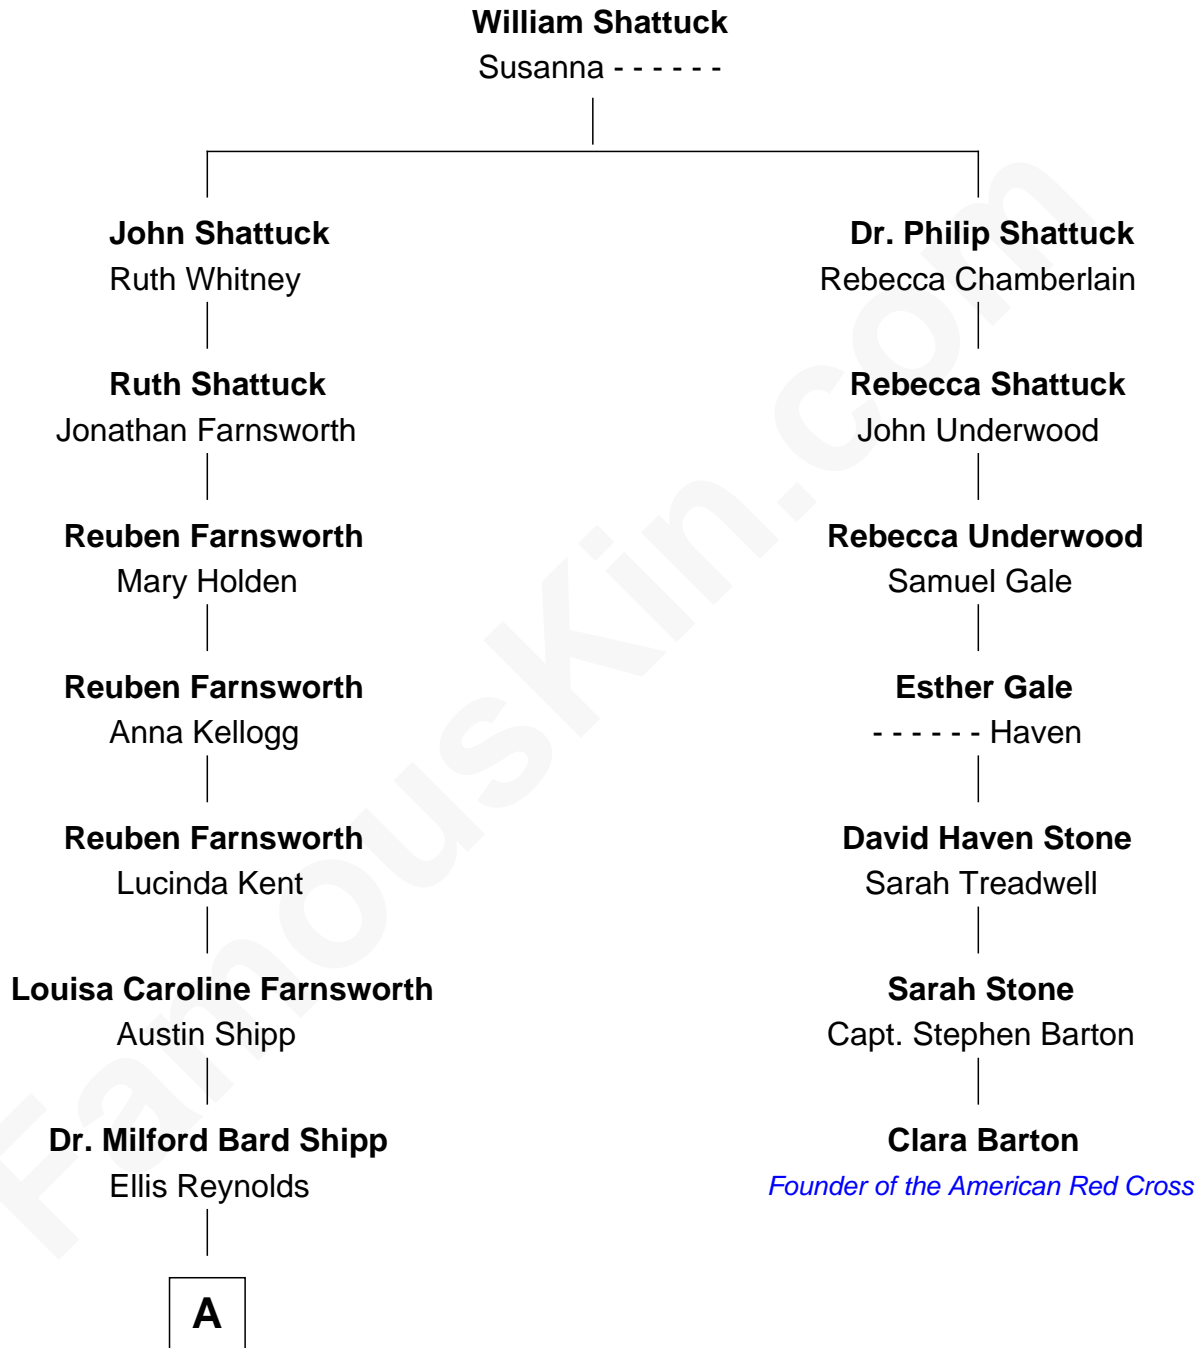 William Shattuck
Susanna - - - - - -
John Shattuck
Ruth Whitney
Dr. Philip Shattuck
Rebecca Chamberlain
Ruth Shattuck
Jonathan Farnsworth
Rebecca Shattuck
John Underwood
Reuben Farnsworth
Mary Holden
Rebecca Underwood
Samuel Gale
Reuben Farnsworth
Anna Kellogg
Esther Gale
- - - - - - Haven
Reuben Farnsworth
Lucinda Kent
David Haven Stone
Sarah Treadwell
Louisa Caroline Farnsworth
Austin Shipp
Sarah Stone
Capt. Stephen Barton
Dr. Milford Bard Shipp
Ellis Reynolds
Clara Barton
Founder of the American Red Cross
A
FamousKin.com